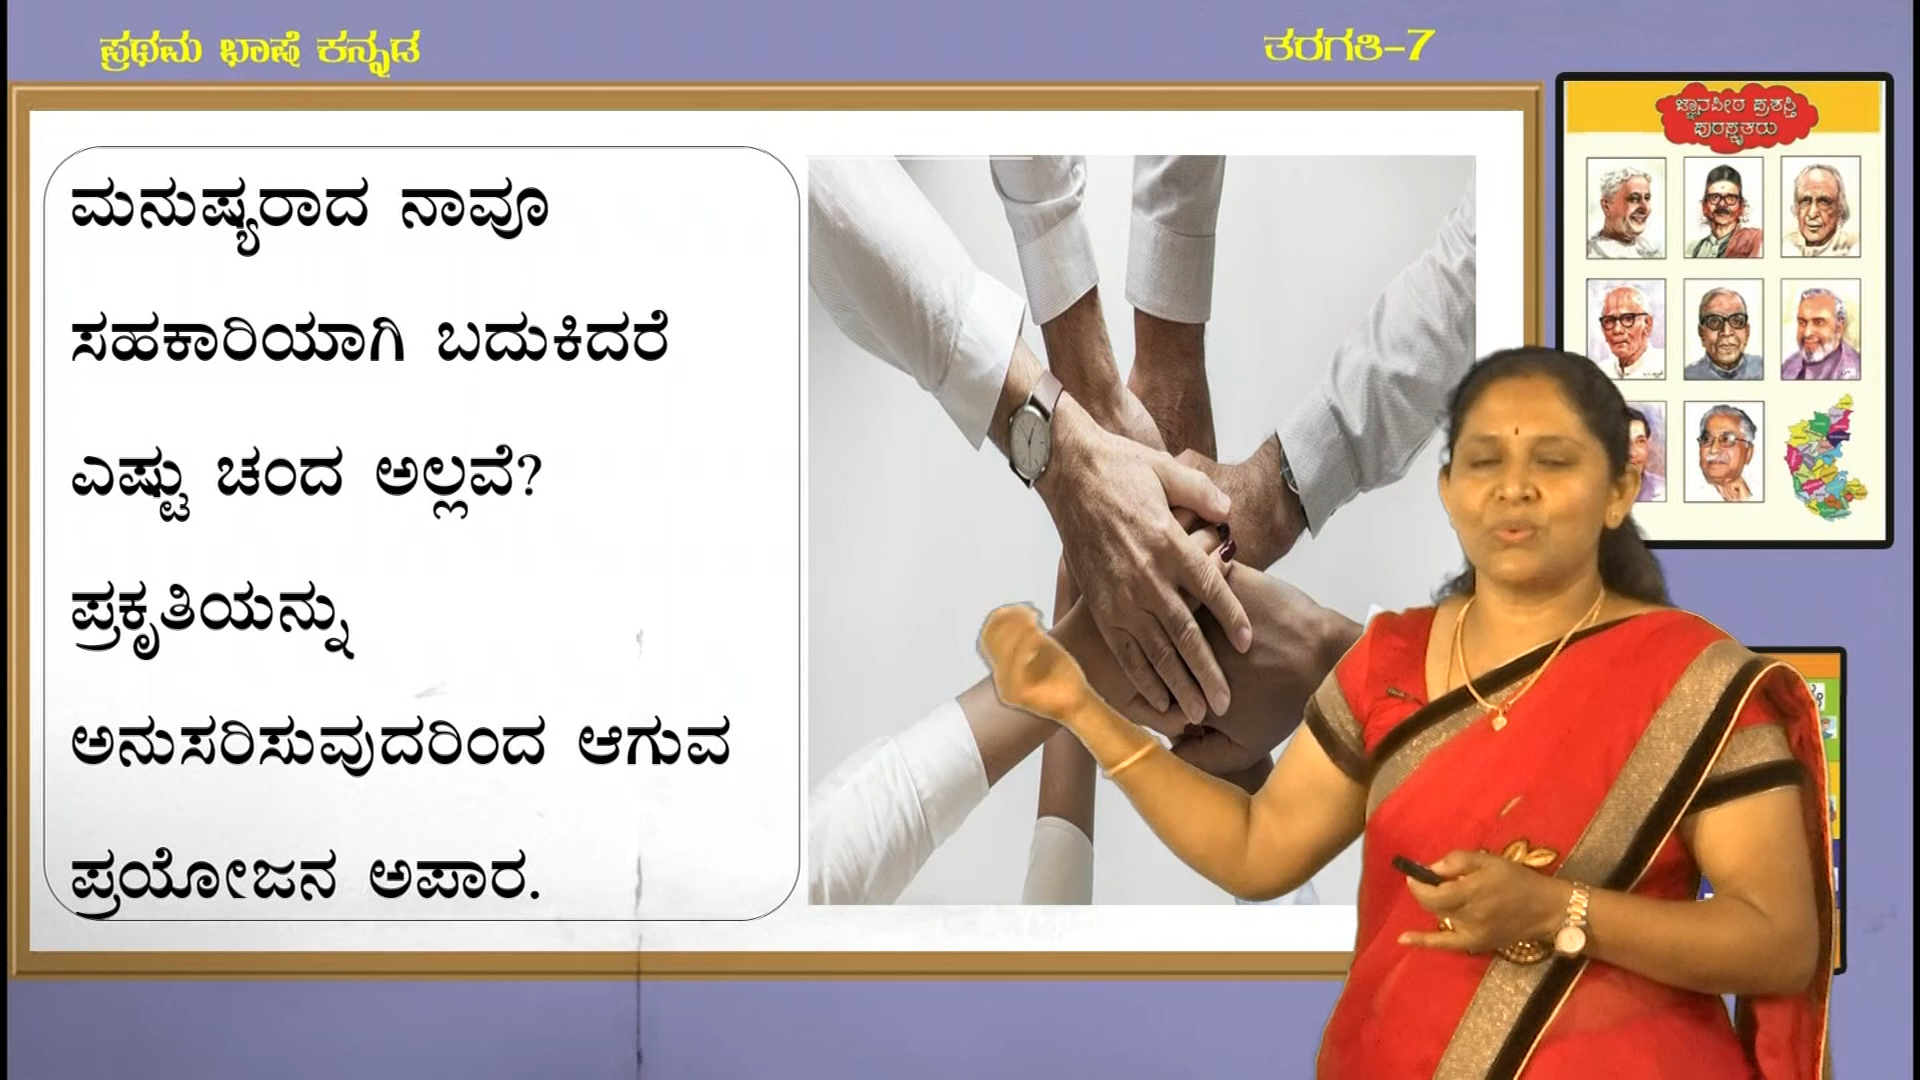 ಪ್ರಥಮ ಭಾಷೆ ಕನ್ನಡ
ತರಗತಿ-7
ಮನುಷ್ಯರಾದ ನಾವೂ
ಸಹಕಾರಿಯಾಗಿ ಬದುಕಿದರೆ
ಎಷ್ಟು ಚಂದ ಅಲ್ಲವೆ?
ಪ್ರಕೃತಿಯನ್ನು
ಅನುಸರಿಸುವುದರಿಂದ ಆಗುವ
ಪ್ರಯೋಜನ ಅಪಾರ.
ಜ್ಞಾನಪೀಠ ಪ್ರಶಸ್ತಿ
ಪುರಸ್ಕೃತರು